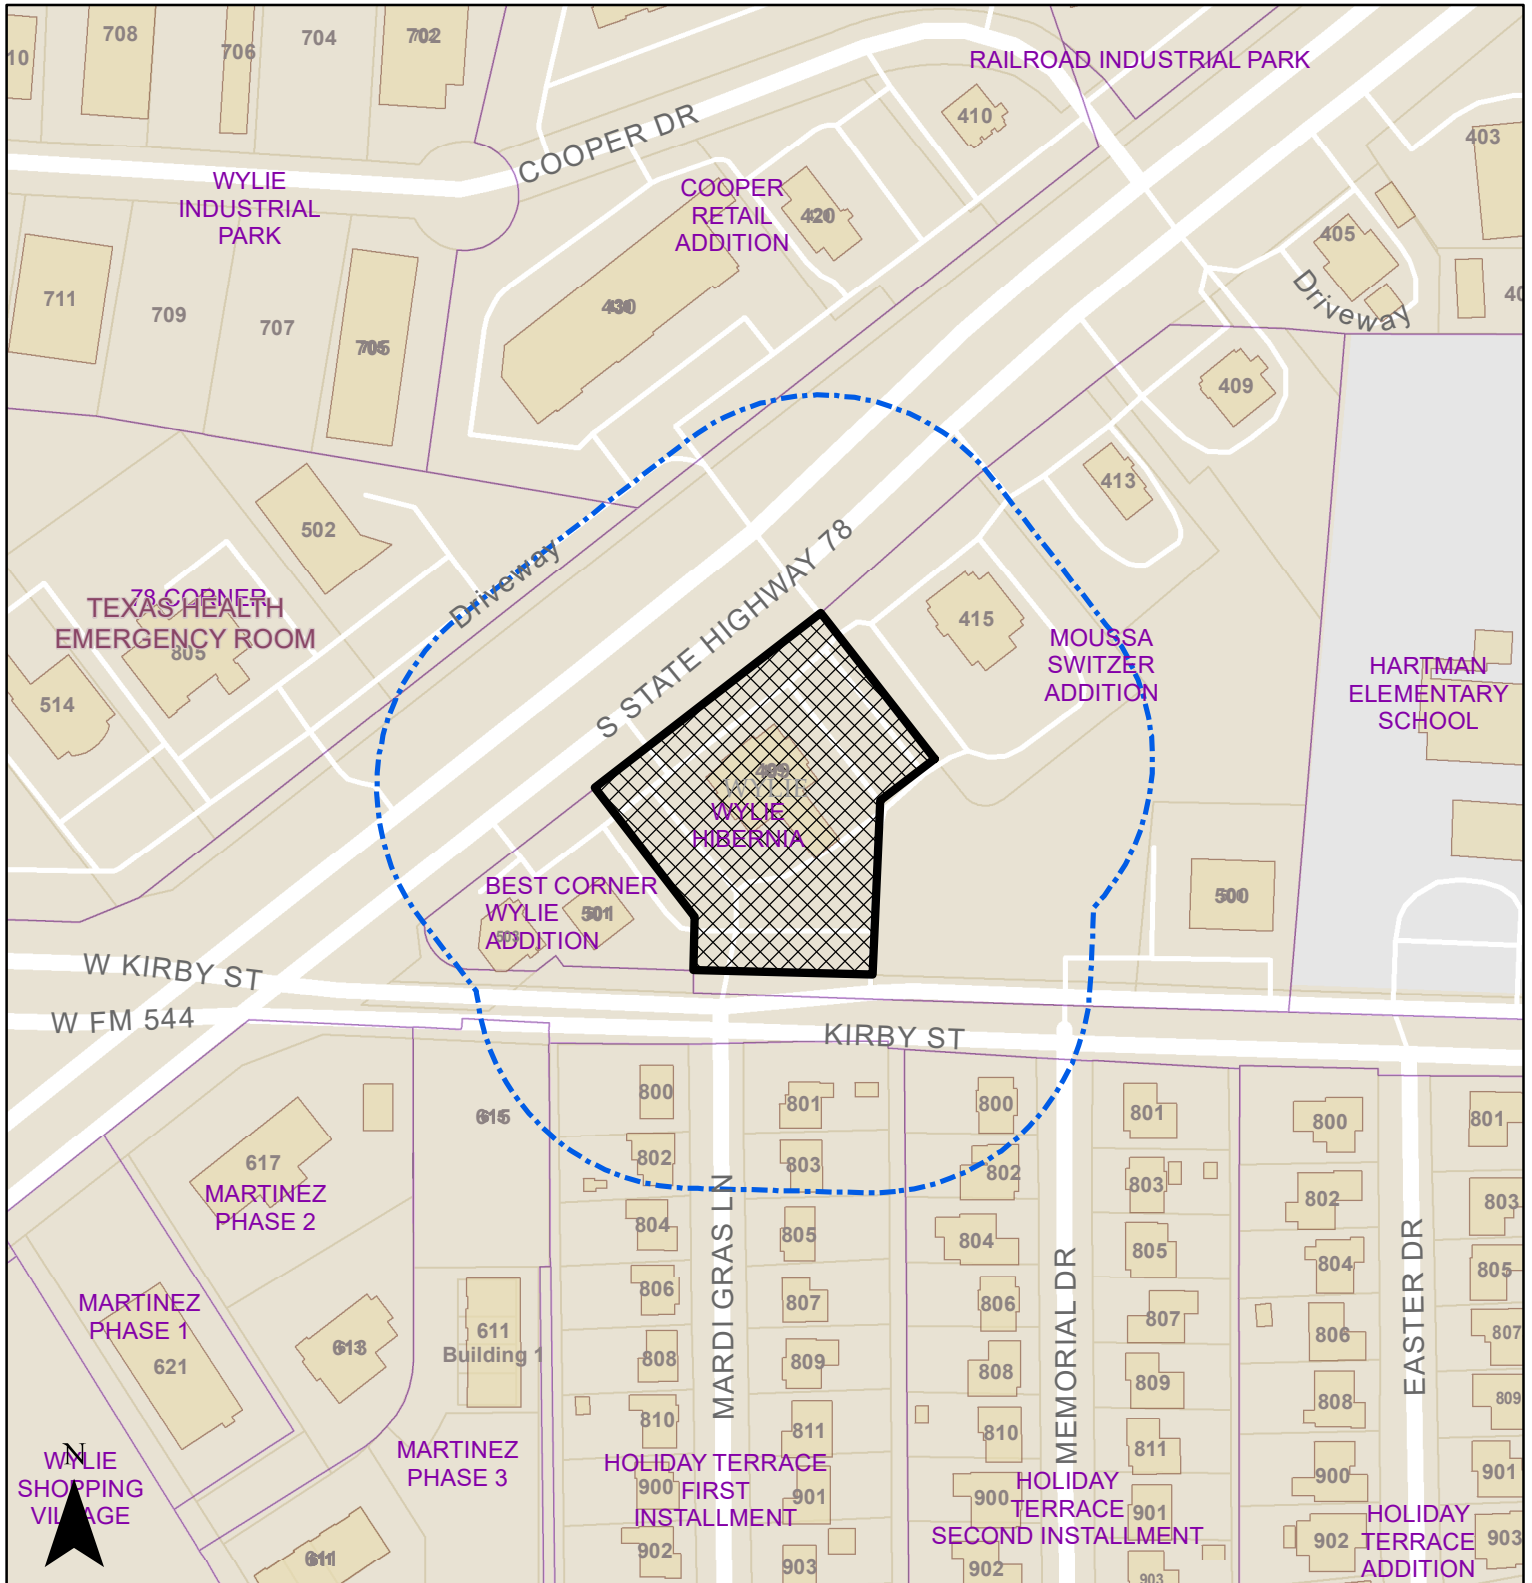 10
708
706
704
702
RAILROAD INDUSTRIAL PARK
410
403
COOPER DR
WYLIE
INDUSTRIAL
PARK
COOPER
RETAIL
ADDITION
420
405
Driveway
711
709
707
705
430
40
409
413
502
Driveway
S STATE HIGHWAY 78
78 CORNER
TEXAS HEALTH
EMERGENCY ROOM
805
514
415
MOUSSA
SWITZER
ADDITION
HARTMAN
ELEMENTARY
SCHOOL
WYLIE
WYLIE
HIBERNIA
BEST CORNER
WYLIE
ADDITION
501
503
500
W KIRBY ST
W FM 544
KIRBY ST
615
617
MARTINEZ
PHASE 2
MARTINEZ
PHASE 1
621
613
611
Building 1
MARTINEZ
PHASE 3
N
WYLIE
SHOPPING
VILLAGE
611
800
802
804
806
808
810
900
902
MARDI GRAS LN
801
803
805
807
809
811
901
903
HOLIDAY TERRACE
FIRST
INSTALLMENT
800
802
804
806
808
810
900
902
MEMORIAL DR
801
803
805
807
809
811
901
903
HOLIDAY
TERRACE
SECOND INSTALLMENT
800
802
804
806
808
900
902
EASTER DR
801
803
805
807
809
901
903
HOLIDAY
TERRACE
ADDITION